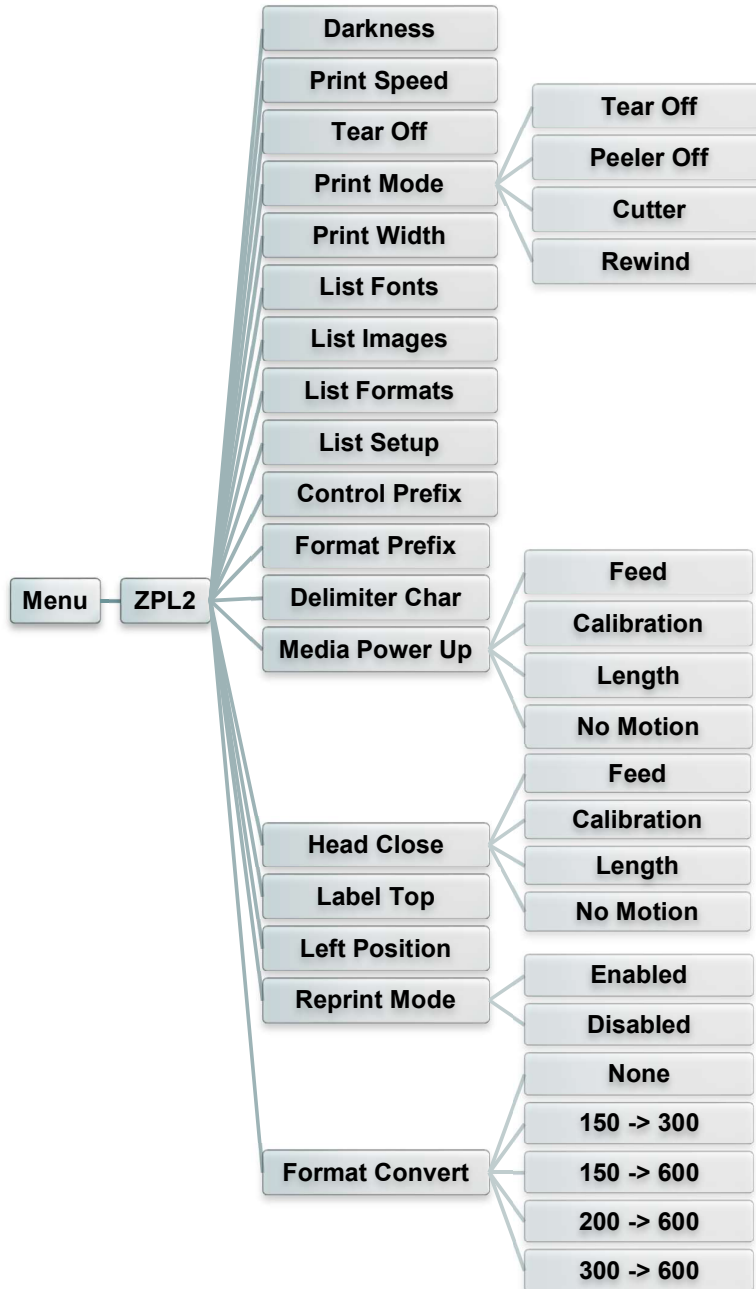 Menu
ZPL2
Darkness
Print Speed
Tear Off
Print Mode
Tear Off
Peeler Off
Cutter
Rewind
Print Width
List Fonts
List Images
List Formats
List Setup
Control Prefix
Format Prefix
Delimiter Char
Media Power Up
Feed
Calibration
Length
No Motion
Head Close
Feed
Calibration
Length
No Motion
Label Top
Left Position
Reprint Mode
Enabled
Disabled
Format Convert
None
150 -> 300
150 -> 600
200 -> 600
300 -> 600